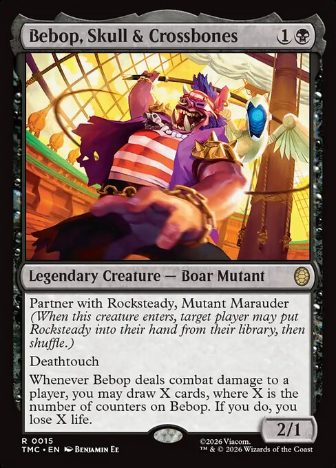 Bebop, Skull & Crossbones 1
Legendary Creature — Boar Mutant
Partner with Rocksteady, Mutant Marauder
(When this creature enters, target player may put
Rocksteady into their hand from their library, then
shuffle.)
Deathtouch
Whenever Bebop deals combat damage to a
player, you may draw X cards, where X is the
number of counters on Bebop. If you do, you
lose X life.
2/1
R 0015
TMC • EN Benjamin Ee
©2026 Viacom.
™ & © 2026 Wizards of the Coast